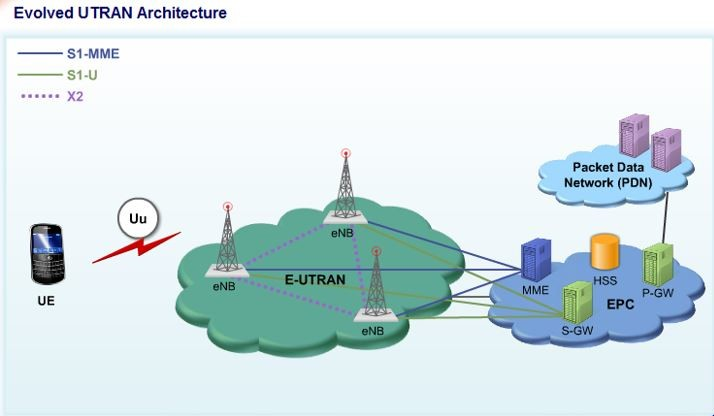 Evolved UTRAN Architecture
S1-MME
S1-U
X2
Packet Data
Network (PDN)
Uu
eNB
E-UTRAN
eNB
eNB
UE
MME
HSS
P-GW
EPC
S-GW